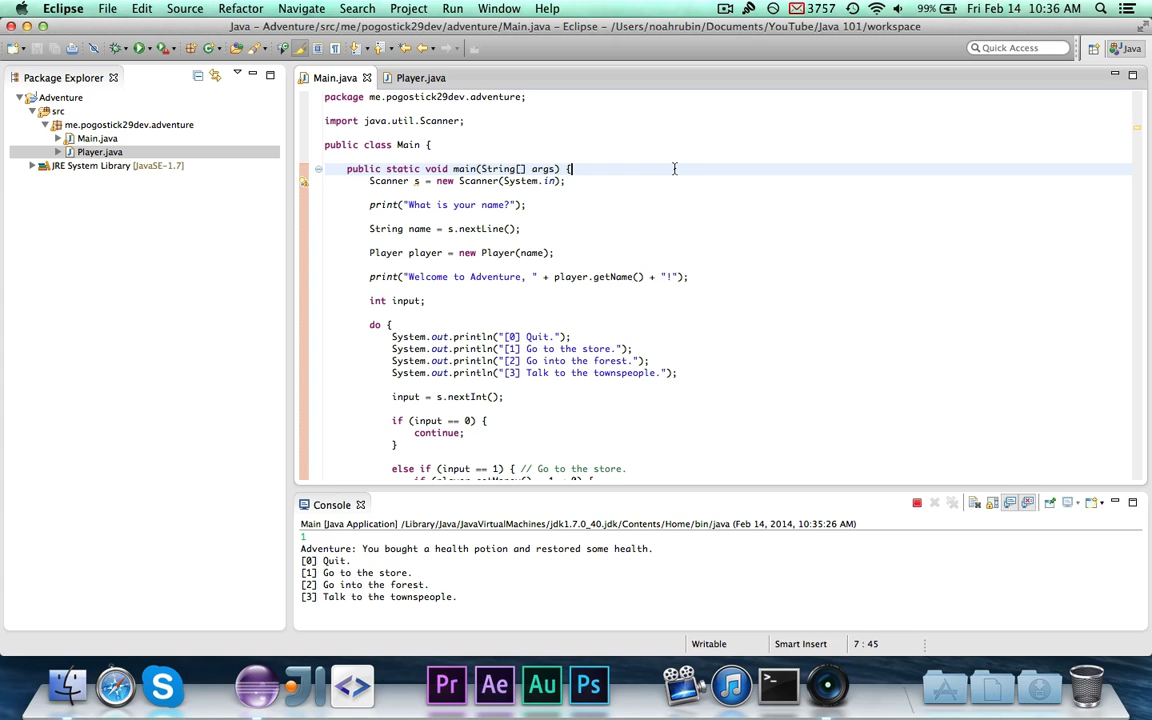 Eclipse File Edit Source Refactor Navigate Search Project Run Window Help 3757 99% Fri Feb 14 10:36 AM
Java – Adventure/src/me/pogostick29dev/adventure/Main.java – Eclipse – /Users/noahrubin/Documents/YouTube/Java 101/workspace
Quick Access Java
Package Explorer
Main.java Player.java
Adventure
src
me.pogostick29dev.adventure
Main.java
Player.java
JRE System Library [JavaSE-1.7]
package me.pogostick29dev.adventure;
import java.util.Scanner;
public class Main {
public static void main(String[] args) {
Scanner s = new Scanner(System.in);
print("What is your name?");
String name = s.nextLine();
Player player = new Player(name);
print("Welcome to Adventure, " + player.getName() + "!");
int input;
do {
System.out.println("[0] Quit.");
System.out.println("[1] Go to the store.");
System.out.println("[2] Go into the forest.");
System.out.println("[3] Talk to the townspeople.");
input = s.nextInt();
if (input == 0) {
continue;
}
else if (input == 1) { // Go to the store.
Console
Main [Java Application] /Library/Java/JavaVirtualMachines/jdk1.7.0_40.jdk/Contents/Home/bin/java (Feb 14, 2014, 10:35:26 AM)
1
Adventure: You bought a health potion and restored some health.
[0] Quit.
[1] Go to the store.
[2] Go into the forest.
[3] Talk to the townspeople.
Writable Smart Insert 7 : 45
Pr Ae Au Ps